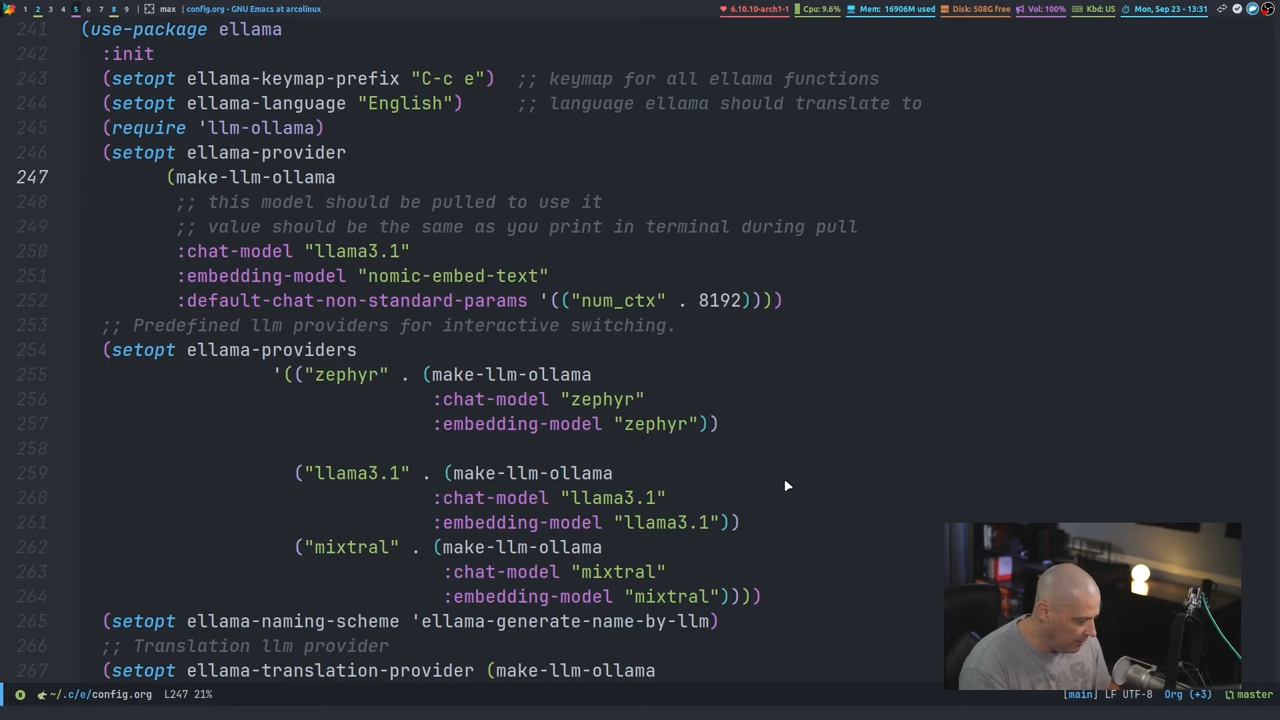 1 2 3 4 5 6 7 8 9 max config.org - GNU Emacs at arcolinux 6.10.10-arch1-1 Cpu: 9.6% Mem: 16906M used Disk: 508G free Vol: 100% Kbd: US Mon, Sep 23 - 13:31
241 (use-package ellama
242 :init
243 (setopt ellama-keymap-prefix "C-c e") ;; keymap for all ellama functions
244 (setopt ellama-language "English") ;; language ellama should translate to
245 (require 'llm-ollama)
246 (setopt ellama-provider
247 (make-llm-ollama
248 ;; this model should be pulled to use it
249 ;; value should be the same as you print in terminal during pull
250 :chat-model "llama3.1"
251 :embedding-model "nomic-embed-text"
252 :default-chat-non-standard-params '(("num_ctx" . 8192))))
253 ;; Predefined llm providers for interactive switching.
254 (setopt ellama-providers
255 '(("zephyr" . (make-llm-ollama
256 :chat-model "zephyr"
257 :embedding-model "zephyr"))
258
259 ("llama3.1" . (make-llm-ollama
260 :chat-model "llama3.1"
261 :embedding-model "llama3.1"))
262 ("mixtral" . (make-llm-ollama
263 :chat-model "mixtral"
264 :embedding-model "mixtral"))))
265 (setopt ellama-naming-scheme 'ellama-generate-name-by-llm)
266 ;; Translation llm provider
267 (setopt ellama-translation-provider (make-llm-ollama
N ~/.c/e/config.org L247 21% [main] LF UTF-8 Org (+3) master